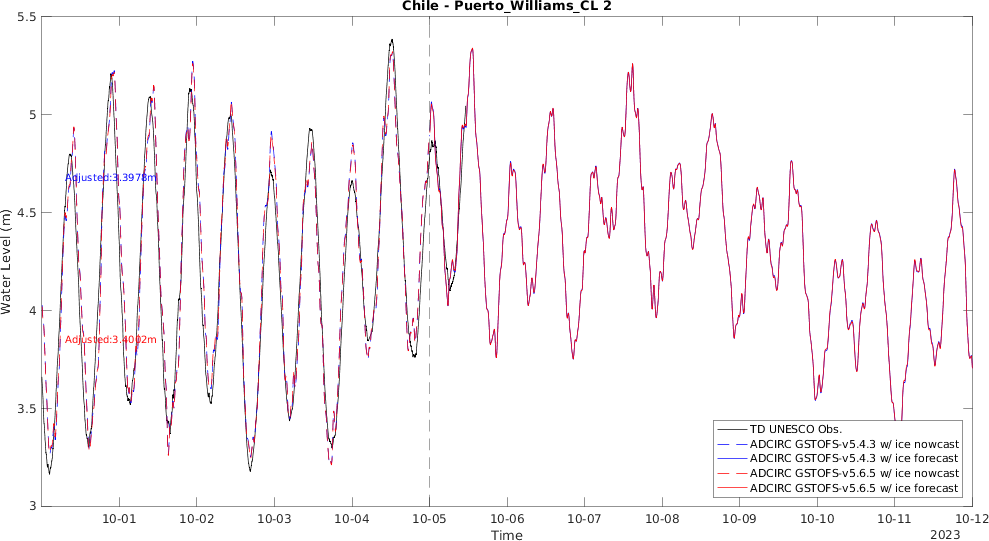 Chile - Puerto_Williams_CL 2
5.5
5
4.5
4
3.5
3
Water Level (m)
Adjusted:3.3978m
Adjusted:3.4002m
TD UNESCO Obs.
ADCIRC GSTOFS-v5.4.3 w/ ice nowcast
ADCIRC GSTOFS-v5.4.3 w/ ice forecast
ADCIRC GSTOFS-v5.6.5 w/ ice nowcast
ADCIRC GSTOFS-v5.6.5 w/ ice forecast
10-01 10-02 10-03 10-04 10-05 10-06 10-07 10-08 10-09 10-10 10-11 10-12
2023
Time